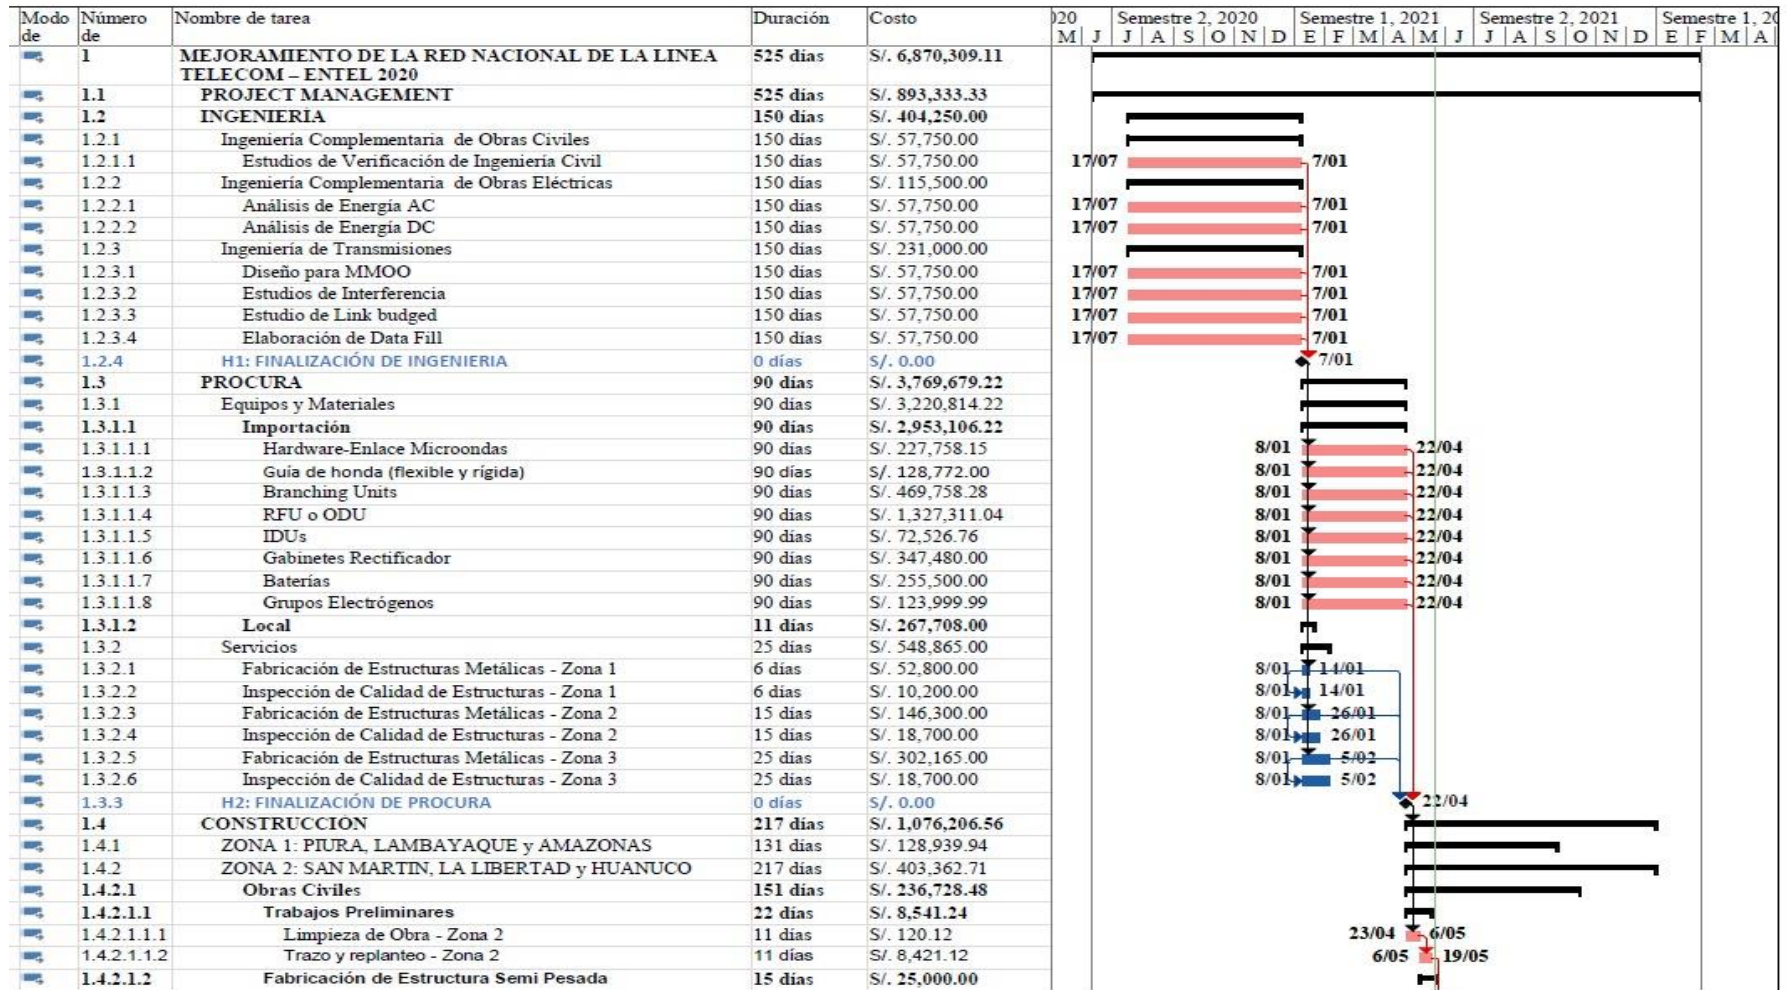 Modo de Número de Nombre de tarea Duración Costo 020 Semestre 2, 2020 Semestre 1, 2021 Semestre 2, 2021 Semestre 1, 20
M J J A S O N D E F M A M J J A S O N D E F M A
1 MEJORAMIENTO DE LA RED NACIONAL DE LA LINEA TELECOM – ENTEL 2020 525 días S/. 6,870,309.11
1.1 PROJECT MANAGEMENT 525 días S/. 893,333.33
1.2 INGENIERÍA 150 días S/. 404,250.00
1.2.1 Ingeniería Complementaria de Obras Civiles 150 días S/. 57,750.00
1.2.1.1 Estudios de Verificación de Ingeniería Civil 150 días S/. 57,750.00 17/07 7/01
1.2.2 Ingeniería Complementaria de Obras Eléctricas 150 días S/. 115,500.00
1.2.2.1 Análisis de Energía AC 150 días S/. 57,750.00 17/07 7/01
1.2.2.2 Análisis de Energía DC 150 días S/. 57,750.00 17/07 7/01
1.2.3 Ingeniería de Transmisiones 150 días S/. 231,000.00
1.2.3.1 Diseño para MMOO 150 días S/. 57,750.00 17/07 7/01
1.2.3.2 Estudios de Interferencia 150 días S/. 57,750.00 17/07 7/01
1.2.3.3 Estudio de Link budged 150 días S/. 57,750.00 17/07 7/01
1.2.3.4 Elaboración de Data Fill 150 días S/. 57,750.00 17/07 7/01
1.2.4 H1: FINALIZACIÓN DE INGENIERIA 0 días S/. 0.00 7/01
1.3 PROCURA 90 días S/. 3,769,679.22
1.3.1 Equipos y Materiales 90 días S/. 3,220,814.22
1.3.1.1 Importación 90 días S/. 2,953,106.22
1.3.1.1.1 Hardware-Enlace Microondas 90 días S/. 227,758.15 8/01 22/04
1.3.1.1.2 Guía de honda (flexible y rígida) 90 días S/. 128,772.00 8/01 22/04
1.3.1.1.3 Branching Units 90 días S/. 469,758.28 8/01 22/04
1.3.1.1.4 RFU o ODU 90 días S/. 1,327,311.04 8/01 22/04
1.3.1.1.5 IDUs 90 días S/. 72,526.76 8/01 22/04
1.3.1.1.6 Gabinetes Rectificador 90 días S/. 347,480.00 8/01 22/04
1.3.1.1.7 Baterías 90 días S/. 255,500.00 8/01 22/04
1.3.1.1.8 Grupos Electrógenos 90 días S/. 123,999.99 8/01 22/04
1.3.1.2 Local 11 días S/. 267,708.00
1.3.2 Servicios 25 días S/. 548,865.00
1.3.2.1 Fabricación de Estructuras Metálicas - Zona 1 6 días S/. 52,800.00 8/01 14/01
1.3.2.2 Inspección de Calidad de Estructuras - Zona 1 6 días S/. 10,200.00 8/01 14/01
1.3.2.3 Fabricación de Estructuras Metálicas - Zona 2 15 días S/. 146,300.00 8/01 26/01
1.3.2.4 Inspección de Calidad de Estructuras - Zona 2 15 días S/. 18,700.00 8/01 26/01
1.3.2.5 Fabricación de Estructuras Metálicas - Zona 3 25 días S/. 302,165.00 8/01 5/02
1.3.2.6 Inspección de Calidad de Estructuras - Zona 3 25 días S/. 18,700.00 8/01 5/02
1.3.3 H2: FINALIZACIÓN DE PROCURA 0 días S/. 0.00 22/04
1.4 CONSTRUCCIÓN 217 días S/. 1,076,206.56
1.4.1 ZONA 1: PIURA, LAMBAYAQUE y AMAZONAS 131 días S/. 128,939.94
1.4.2 ZONA 2: SAN MARTIN, LA LIBERTAD y HUANUCO 217 días S/. 403,362.71
1.4.2.1 Obras Civiles 151 días S/. 236,728.48
1.4.2.1.1 Trabajos Preliminares 22 días S/. 8,541.24
1.4.2.1.1.1 Limpieza de Obra - Zona 2 11 días S/. 120.12 23/04 6/05
1.4.2.1.1.2 Trazo y replanteo - Zona 2 11 días S/. 8,421.12 6/05 19/05
1.4.2.1.2 Fabricación de Estructura Semi Pesada 15 días S/. 25,000.00